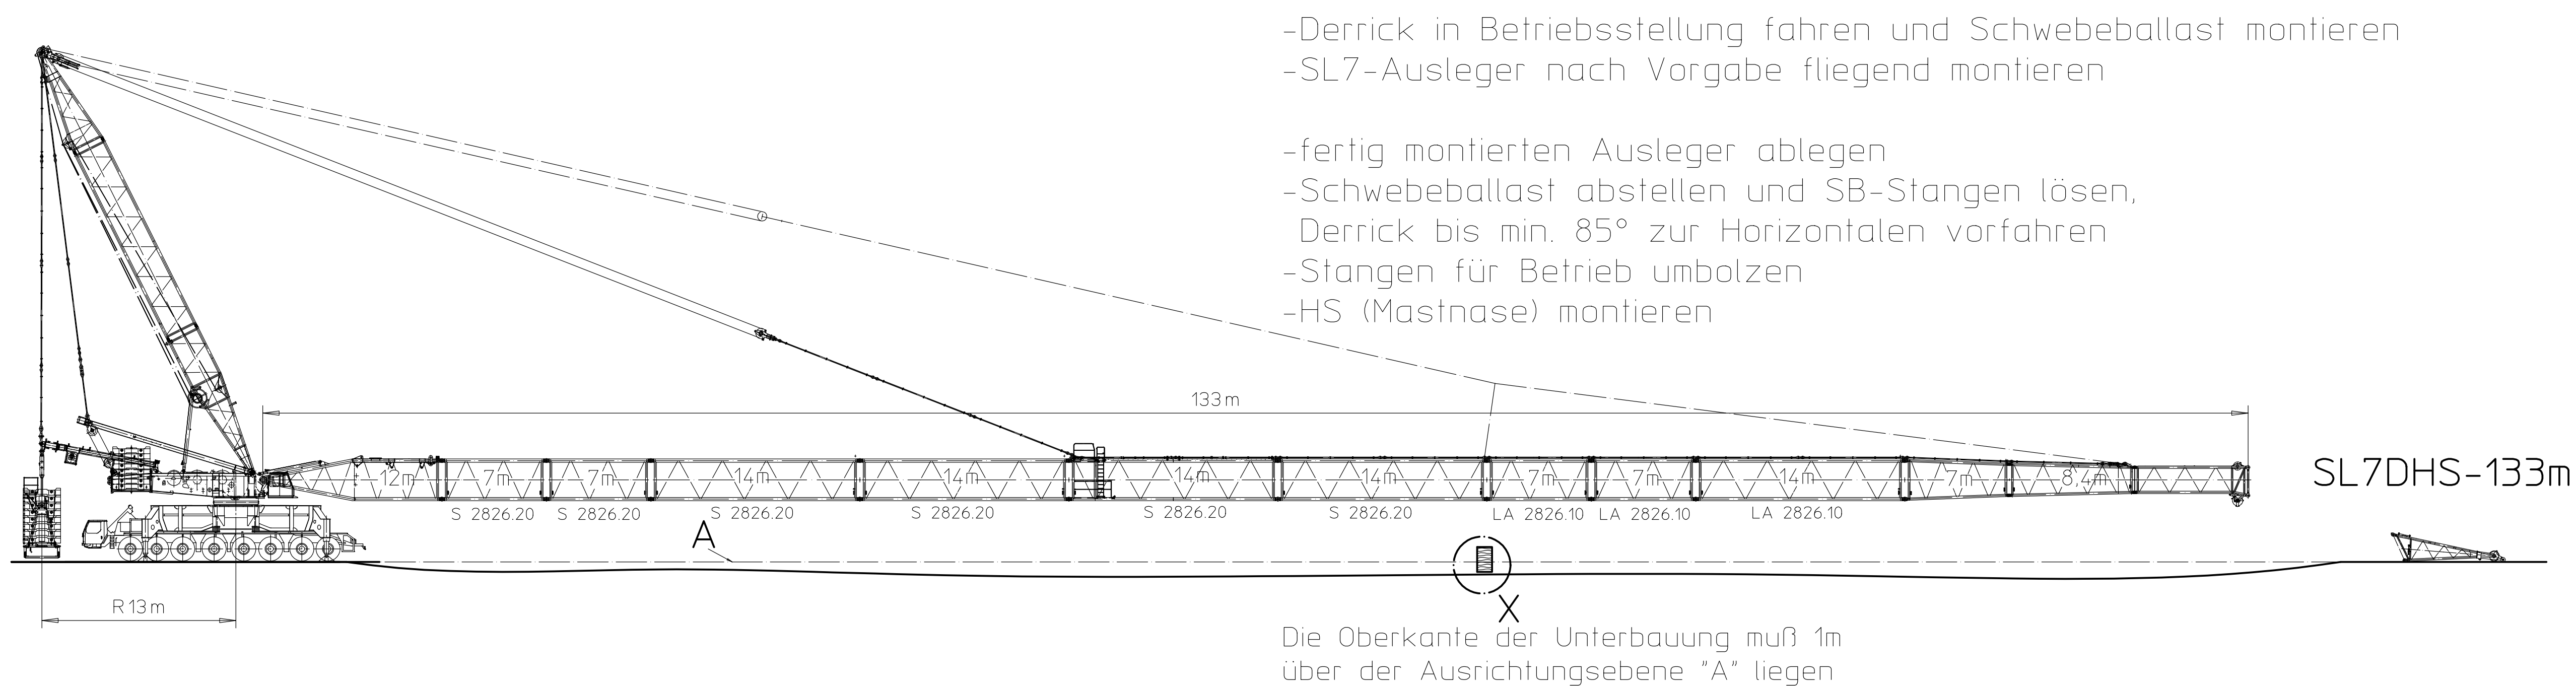 -Derrick in Betriebsstellung fahren und Schwebeballast montieren
-SL7-Ausleger nach Vorgabe fliegend montieren
-fertig montierten Ausleger ablegen
-Schwebeballast abstellen und SB-Stangen lösen,
Derrick bis min. 85° zur Horizontalen vorfahren
-Stangen für Betrieb umbolzen
-HS (Mastnase) montieren
133m
12m 7m 7m 14m 14m 14m 14m 7m 7m 14m 7m 8,4m
SL7DHS-133m
S 2826.20 S 2826.20 S 2826.20 S 2826.20 S 2826.20 S 2826.20 LA 2826.10 LA 2826.10 LA 2826.10
A
R13m
X
Die Oberkante der Unterbauung muß 1m
über der Ausrichtungsebene "A" liegen